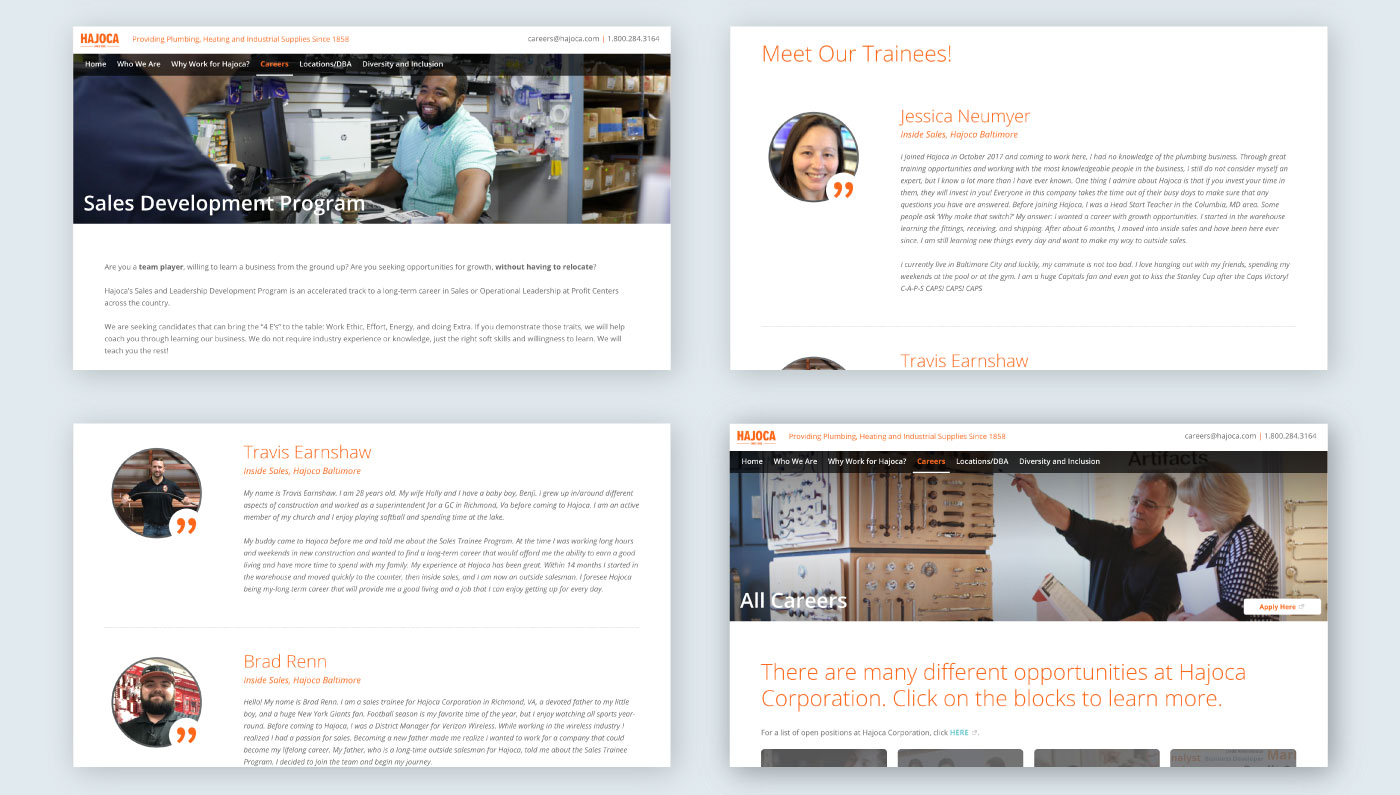 HAJOCA
Providing Plumbing, Heating and Industrial Supplies Since 1858
careers@hajoca.com | 1.800.284.3164
Home Who We Are Why Work for Hajoca? Careers Locations/DBA Diversity and Inclusion
Sales Development Program
Are you a team player, willing to learn a business from the ground up? Are you seeking opportunities for growth, without having to relocate?
Hajoca's Sales and Leadership Development Program is an accelerated track to a long-term career in Sales or Operational Leadership at Profit Centers
across the country.
We are seeking candidates that can bring the "4 E's" to the table: Work Ethic, Effort, Energy, and doing Extra. If you demonstrate those traits, we will help
coach you through learning our business. We do not require industry experience or knowledge, just the right soft skills and willingness to learn. We will
teach you the rest!
Meet Our Trainees!
Jessica Neumyer
Inside Sales, Hajoca Baltimore
I joined Hajoca in October 2017 and coming to work here, I had no knowledge of the plumbing business. Through great
training opportunities and working with the most knowledgeable people in the business, I still do not consider myself an
expert, but I know a lot more than I have ever known. One thing I admire about Hajoca is that if you invest your time in
them, they will invest in you! Everyone in this company takes the time out of their busy days to make sure that any
questions you have are answered. Before joining Hajoca, I was a Head Start Teacher in the Columbia, MD area. Some
people ask 'Why make that switch?' My answer: I wanted a career with growth opportunities. I started in the warehouse
learning the fittings, receiving, and shipping. After about 6 months, I moved into inside sales and have been here ever
since. I am still learning new things every day and want to make my way to outside sales.
I currently live in Baltimore City and luckily, my commute is not too bad. I love hanging out with my friends, spending my
weekends at the pool or at the gym. I am a huge Capitals fan and even got to kiss the Stanley Cup after the Caps Victory!
C-A-P-S CAPS! CAPS! CAPS
Travis Earnshaw
Travis Earnshaw
Inside Sales, Hajoca Baltimore
My name is Travis Earnshaw. I am 28 years old. My wife Holly and I have a baby boy, Benji. I grew up in/around different
aspects of construction and worked as a superintendent for a GC in Richmond, Va before coming to Hajoca. I am an active
member of my church and I enjoy playing softball and spending time at the lake.
My buddy came to Hajoca before me and told me about the Sales Trainee Program. At the time I was working long hours
and weekends in new construction and wanted to find a long-term career that would afford me the ability to earn a good
living and have more time to spend with my family. My experience at Hajoca has been great. Within 14 months I started in
the warehouse and moved quickly to the counter, then inside sales, and I am now an outside salesman. I foresee Hajoca
being my-long term career that will provide me a good living and a job that I can enjoy getting up for every day.
Brad Renn
Inside Sales, Hajoca Baltimore
Hello! My name is Brad Renn. I am a sales trainee for Hajoca Corporation in Richmond, VA, a devoted father to my little
boy, and a huge New York Giants fan. Football season is my favorite time of the year, but I enjoy watching all sports year-
round. Before coming to Hajoca, I was a District Manager for Verizon Wireless. While working in the wireless industry I
realized I had a passion for sales. Becoming a new father made me realize I wanted to work for a company that could
become my lifelong career. My father, who is a long-time outside salesman for Hajoca, told me about the Sales Trainee
Program. I decided to join the team and begin my journey.
HAJOCA
Providing Plumbing, Heating and Industrial Supplies Since 1858
careers@hajoca.com | 1.800.284.3164
Home Who We Are Why Work for Hajoca? Careers Locations/DBA Diversity and Inclusion
Artifacts
All Careers
Apply Here
There are many different opportunities at Hajoca
Corporation. Click on the blocks to learn more.
For a list of open positions at Hajoca Corporation, click HERE.
nalyst Business Developer Man